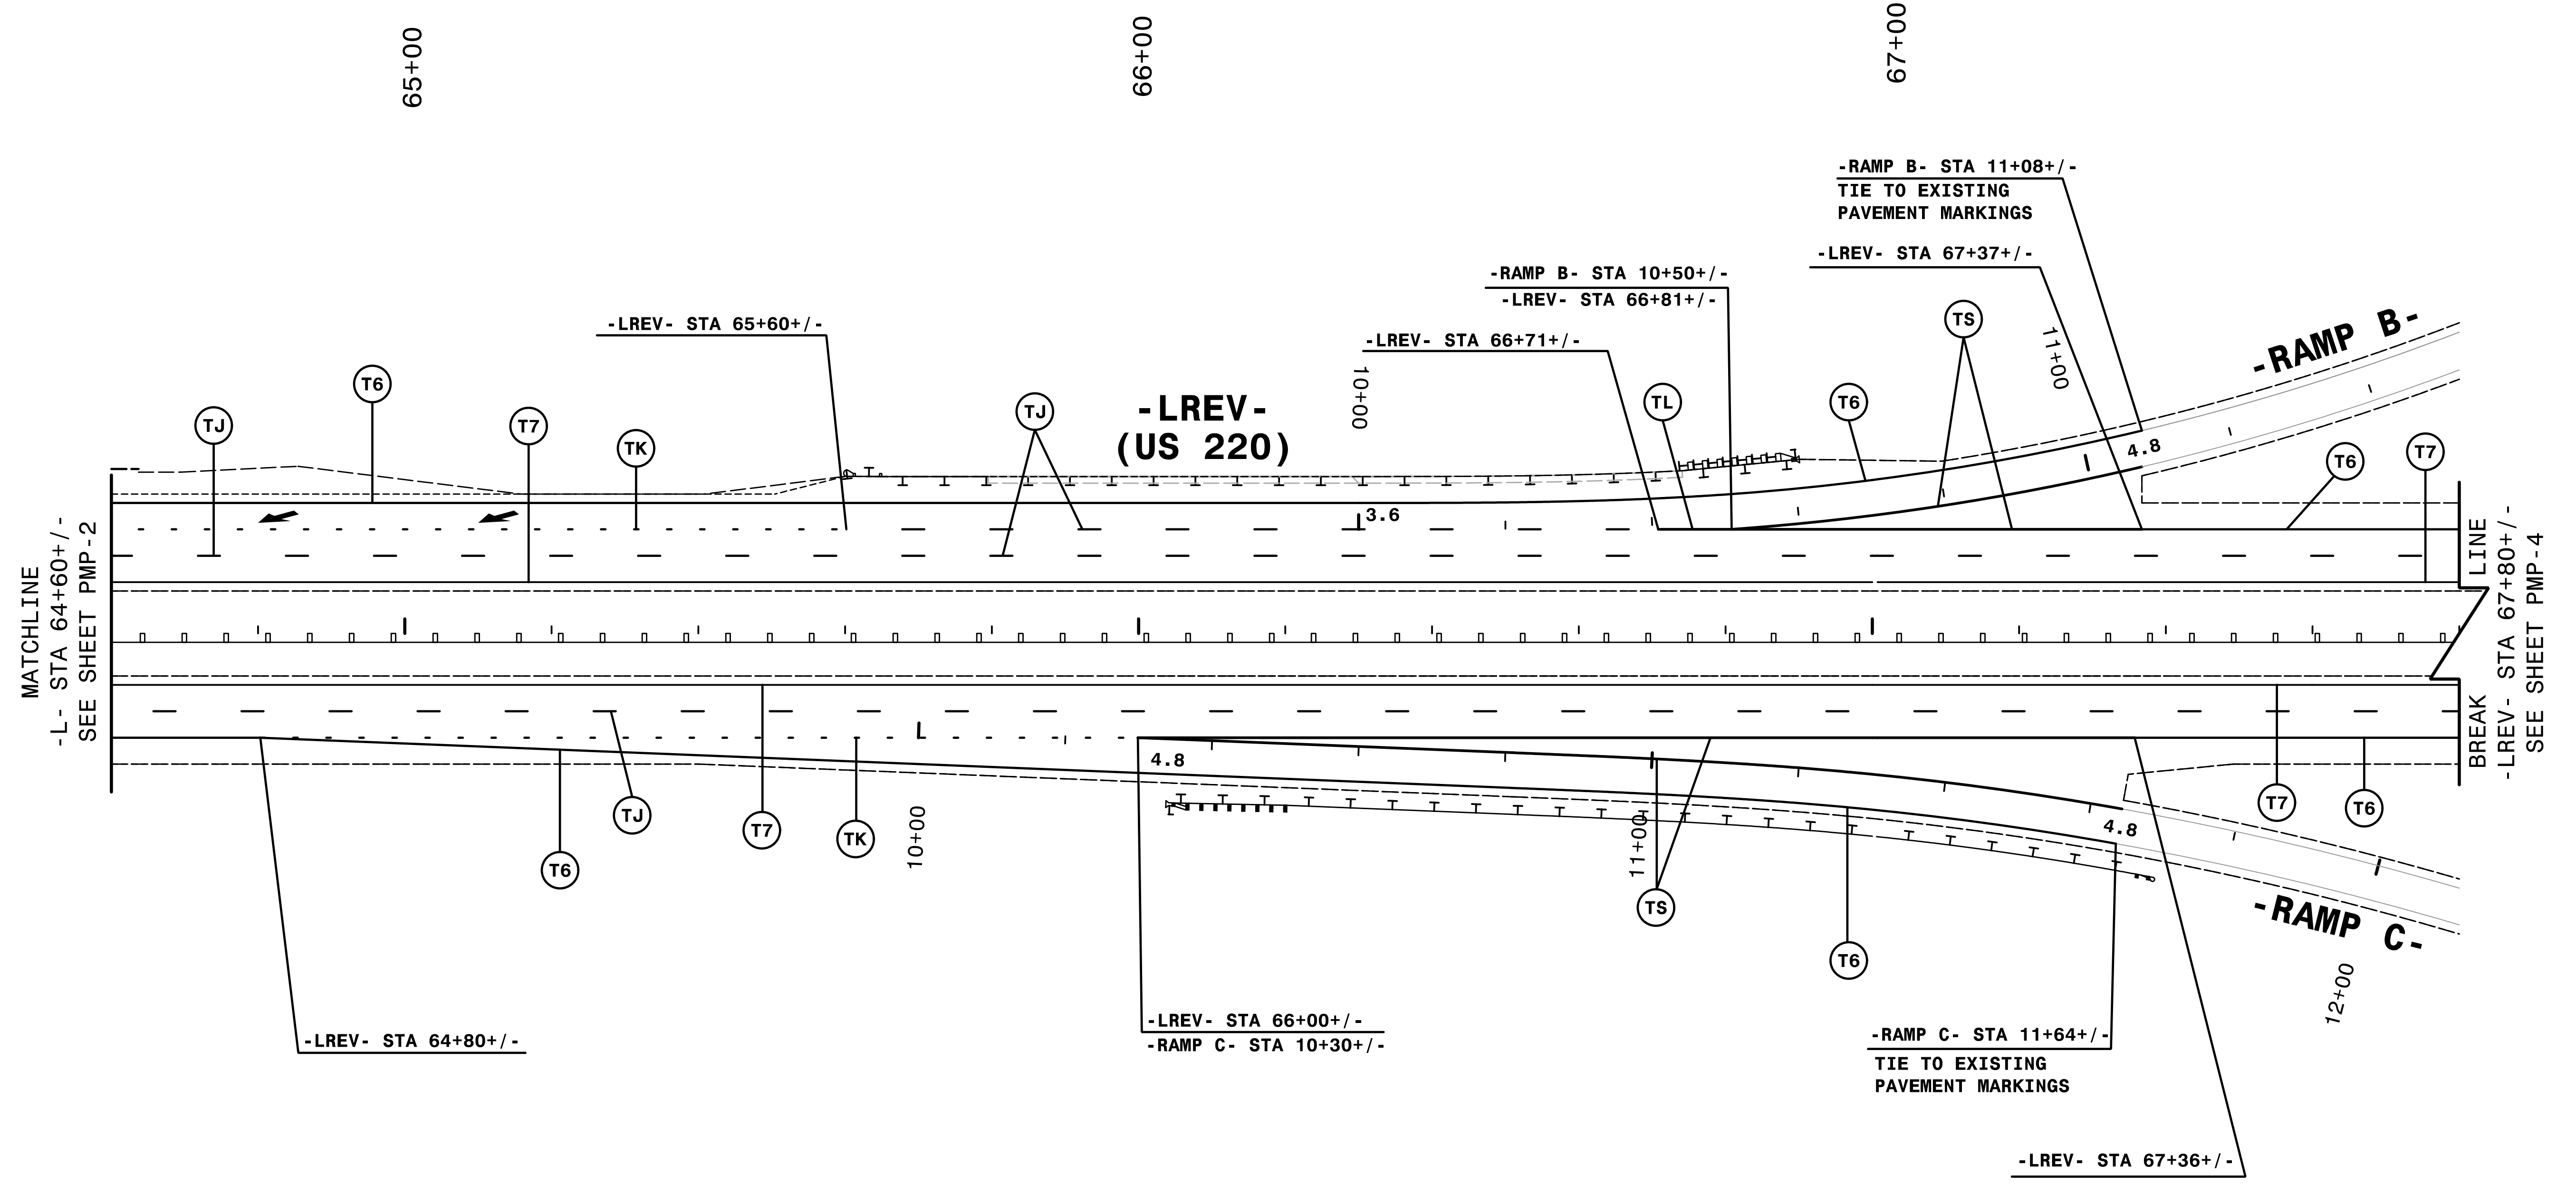 65+00
66+00
67+00
-RAMP B- STA 11+08+/-
TIE TO EXISTING
PAVEMENT MARKINGS
-LREV- STA 67+37+/-
-RAMP B- STA 10+50+/-
-LREV- STA 66+81+/-
-LREV- STA 66+71+/-
-LREV- STA 65+60+/-
TS
11+00
-RAMP B-
T6
TJ
T7
TK
TJ
-LREV-
(US 220)
10+00
TL
T6
4.8
T6
T7
3.6
MATCHLINE
-L- STA 64+60+/-
SEE SHEET PMP-2
BREAK LINE
-LREV- STA 67+80+/-
SEE SHEET PMP-4
4.8
4.8
T6
TJ
T7
TK
10+00
11+00
TS
T6
T7
T6
-RAMP C-
12+00
-LREV- STA 64+80+/-
-LREV- STA 66+00+/-
-RAMP C- STA 10+30+/-
-RAMP C- STA 11+64+/-
TIE TO EXISTING
PAVEMENT MARKINGS
-LREV- STA 67+36+/-